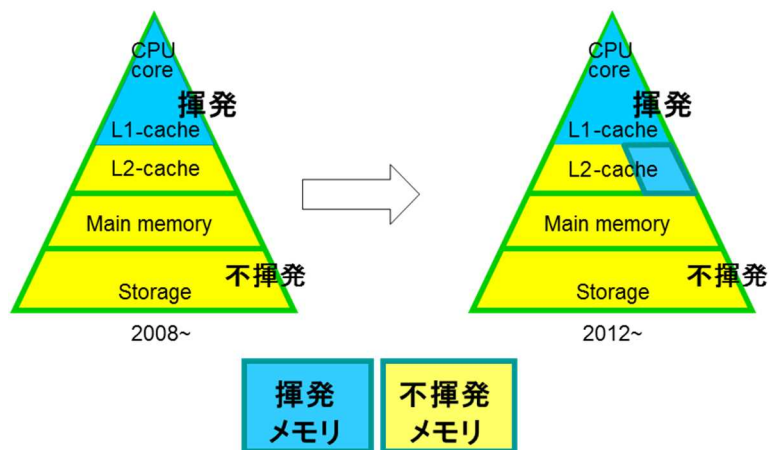 CPU
core
揮発
L1-cache
L2-cache
Main memory
不揮発
Storage
2008~
CPU
core
揮発
L1-cache
L2-cache
Main memory
不揮発
Storage
2012~
揮発
メモリ
不揮発
メモリ